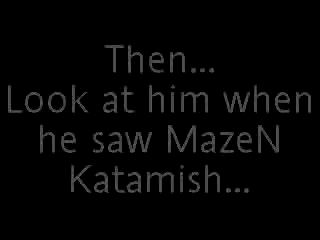 Then...
Look at him when
he saw MazeN
Katamish...